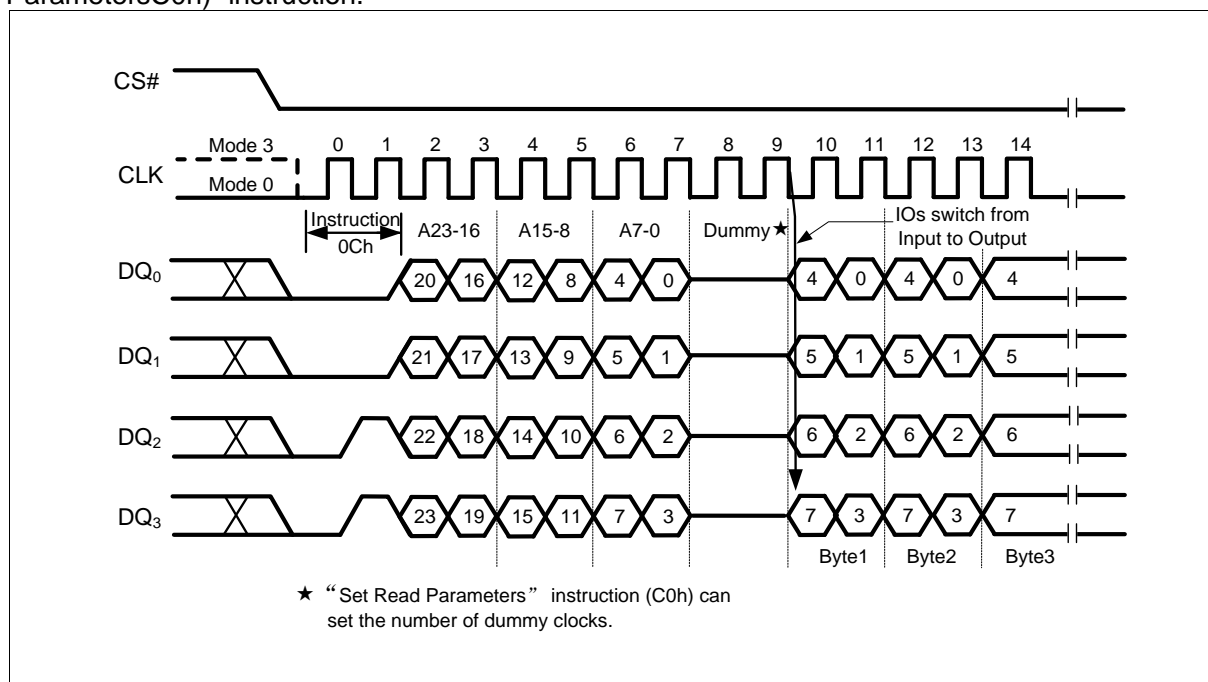 ParametersC0h)" instruction.
CS#
Mode 3
Mode 0
CLK
0 1 2 3 4 5 6 7 8 9 10 11 12 13 14
Instruction
0Ch
A23-16 A15-8 A7-0 Dummy★
IOs switch from
Input to Output
DQ0 20 16 12 8 4 0 4 0 4 0 4
DQ1 21 17 13 9 5 1 5 1 5 1 5
DQ2 22 18 14 10 6 2 6 2 6 2 6
DQ3 23 19 15 11 7 3 7 3 7 3 7
Byte1 Byte2 Byte3
★ “Set Read Parameters” instruction (C0h) can
set the number of dummy clocks.